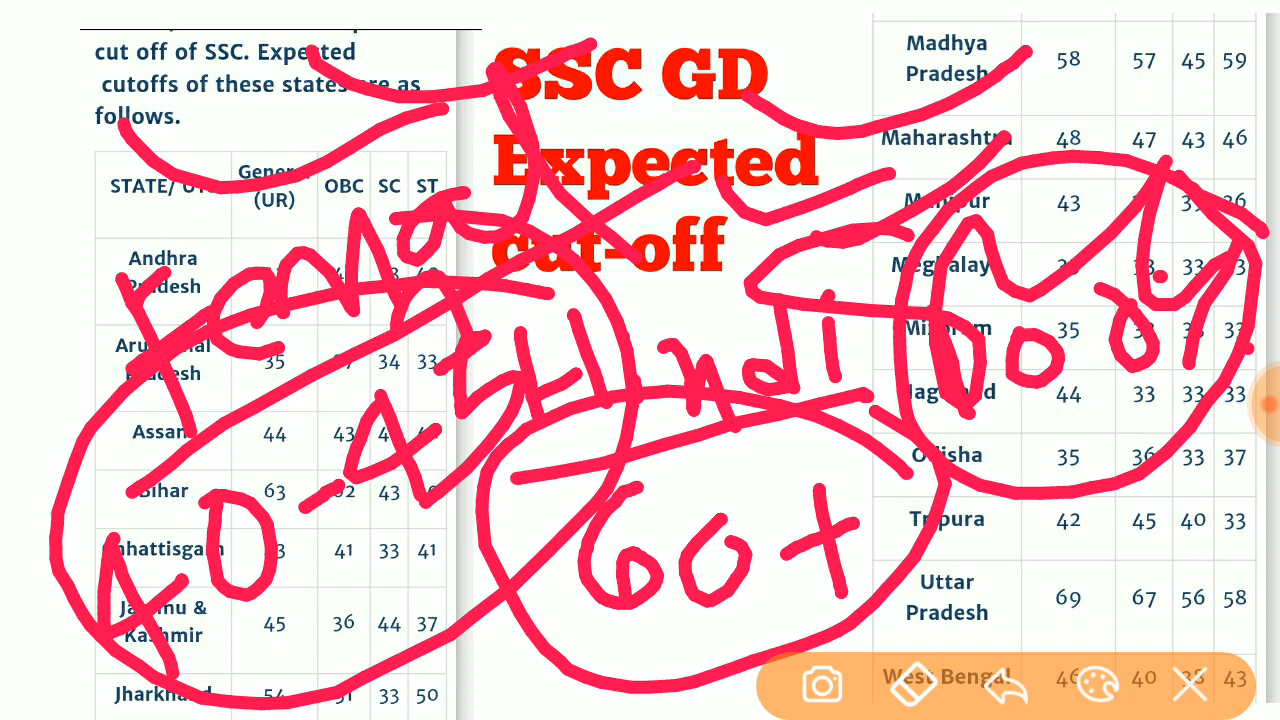 cut off of SSC. Expected
cutoffs of these states are as
follows.
STATE/ UT General (UR) OBC SC ST
Andhra Pradesh
Arunachal Pradesh 35 34 33
Assam 44 43
Bihar 63 43
Chhattisgarh 41 33 41
Jammu & Kashmir 45 36 44 37
Jharkhand 54 51 33 50
SSC GD
Expected
cut-off
Female
40-45
Hindi
60+
Madhya Pradesh 58 57 45 59
Maharashtra 48 47 43 46
Manipur 43
Meghalaya 33
Mizoram 35
Nagaland 44 33 33 33
Odisha 35 36 33 37
Tripura 42 45 40 33
Uttar Pradesh 69 67 56 58
West Bengal 46 40 38 43